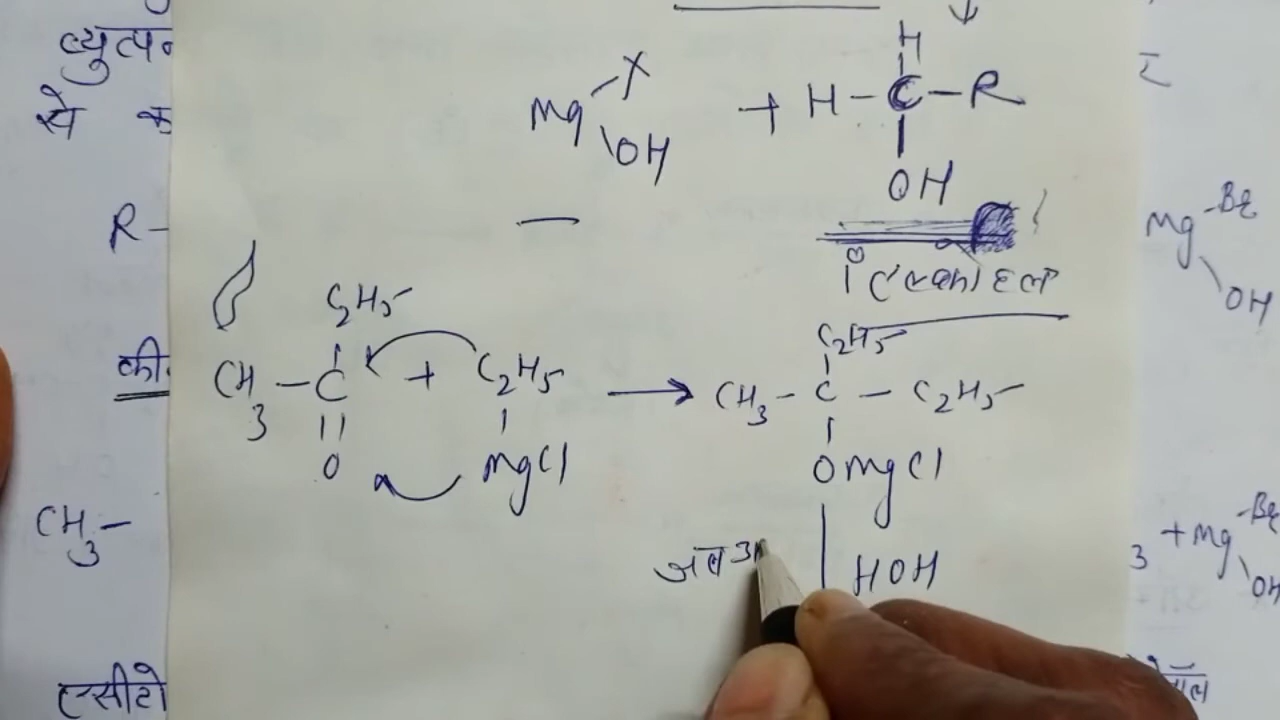 व्युत्पन
से क
Mg X OH + H – C – R
H
OH
R –
C2H5
CH3 – C + C2H5 → CH3 – C – C2H5
C2H5
|| O
MgCl
OMgCl
HOH
जल अ
CH3 –
Mg – Br
OH
3 + Mg – Br
OH
की
एसीटो